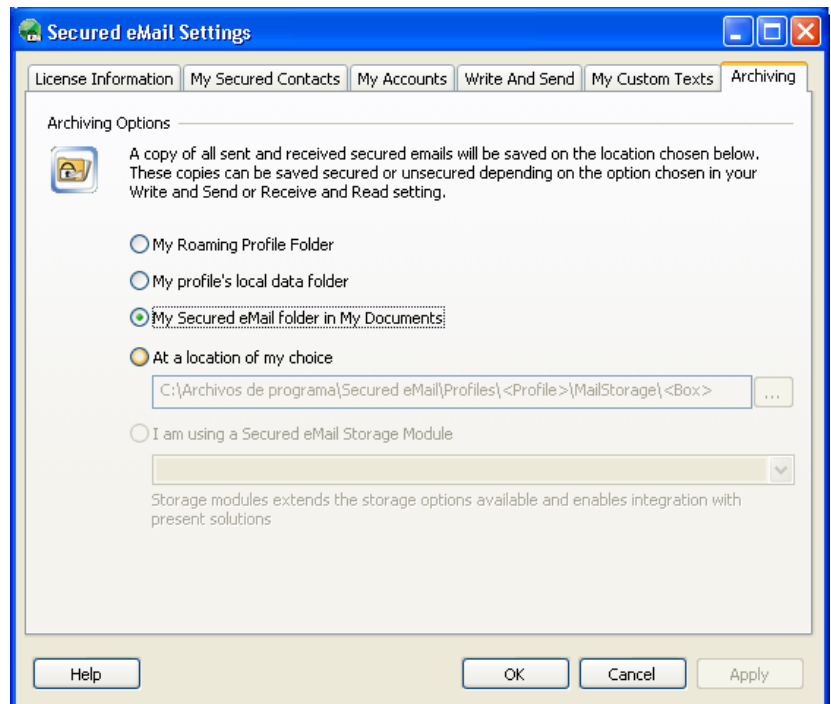 Secured eMail Settings
License Information My Secured Contacts My Accounts Write And Send My Custom Texts Archiving
Archiving Options
A copy of all sent and received secured emails will be saved on the location chosen below.
These copies can be saved secured or unsecured depending on the option chosen in your
Write and Send or Receive and Read setting.
My Roaming Profile Folder
My profile's local data folder
My Secured eMail folder in My Documents
At a location of my choice
C:\Archivos de programa\Secured eMail\Profiles\<Profile>\MailStorage\<Box>
...
I am using a Secured eMail Storage Module
Storage modules extends the storage options available and enables integration with
present solutions
Help OK Cancel Apply